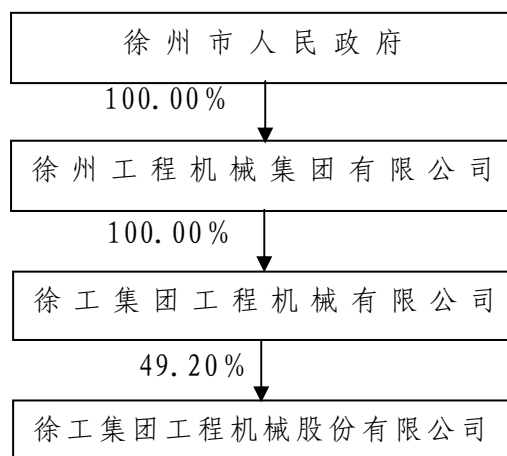 徐州市人民政府
100.00%
徐州工程机械集团有限公司
100.00%
徐工集团工程机械有限公司
49.20%
徐工集团工程机械股份有限公司